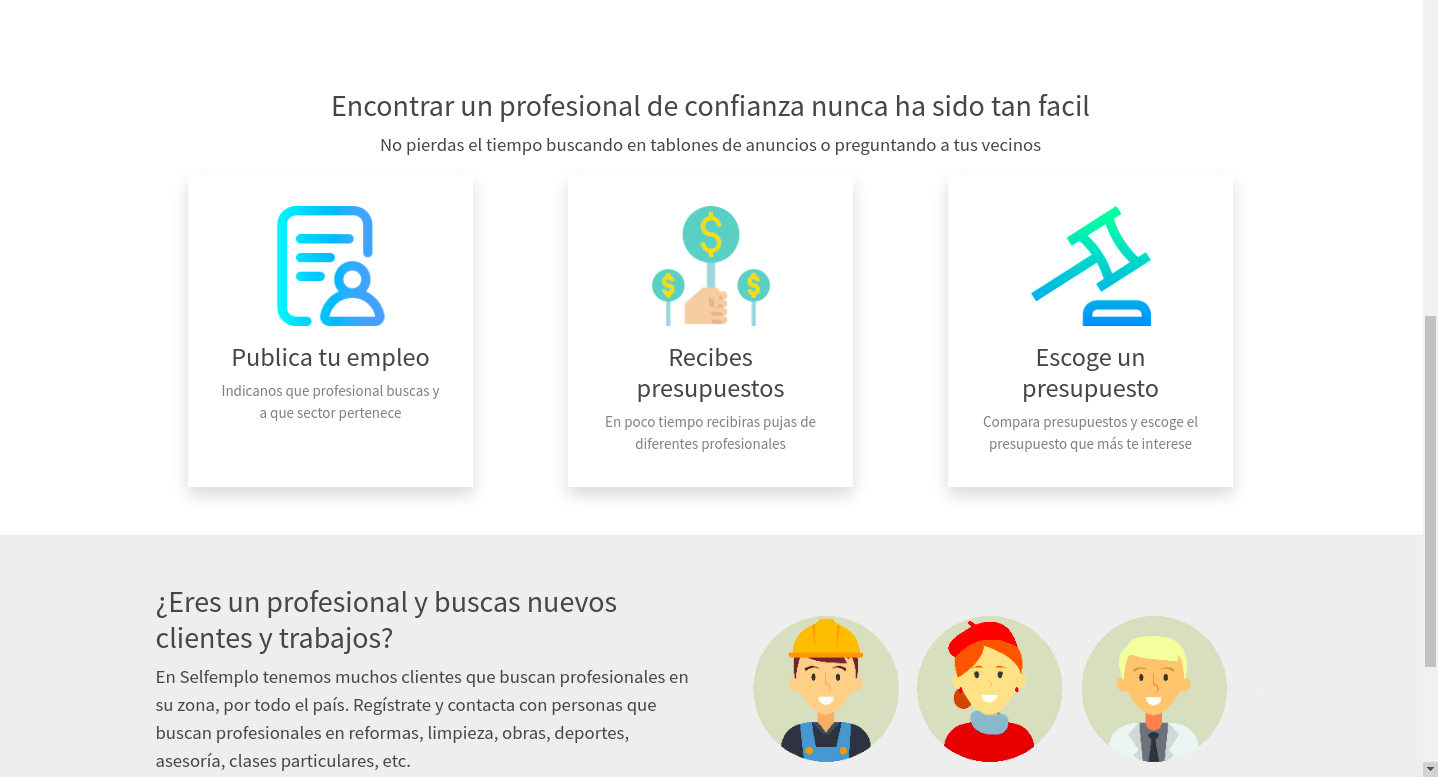 Encontrar un profesional de confianza nunca ha sido tan facil
No pierdas el tiempo buscando en tablones de anuncios o preguntando a tus vecinos
Publica tu empleo
Indicanos que profesional buscas y
a que sector pertenece
Recibes
presupuestos
En poco tiempo recibiras pujas de
diferentes profesionales
Escoge un
presupuesto
Compara presupuestos y escoge el
presupuesto que más te interese
¿Eres un profesional y buscas nuevos
clientes y trabajos?
En Selfemplo tenemos muchos clientes que buscan profesionales en
su zona, por todo el país. Regístrate y contacta con personas que
buscan profesionales en reformas, limpieza, obras, deportes,
asesoría, clases particulares, etc.